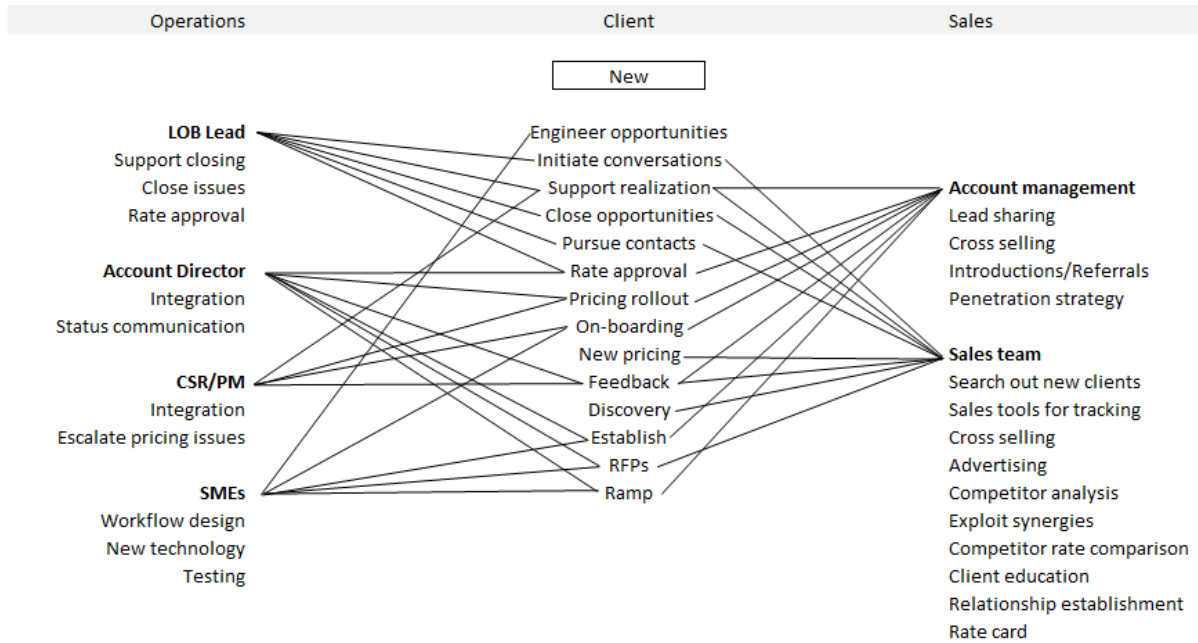 Operations Client Sales
New
LOB Lead
Support closing
Close issues
Rate approval
Account Director
Integration
Status communication
CSR/PM
Integration
Escalate pricing issues
SMEs
Workflow design
New technology
Testing
Engineer opportunities
Initiate conversations
Support realization
Close opportunities
Pursue contacts
Rate approval
Pricing rollout
On-boarding
New pricing
Feedback
Discovery
Establish
RFPs
Ramp
Account management
Lead sharing
Cross selling
Introductions/Referrals
Penetration strategy
Sales team
Search out new clients
Sales tools for tracking
Cross selling
Advertising
Competitor analysis
Exploit synergies
Competitor rate comparison
Client education
Relationship establishment
Rate card